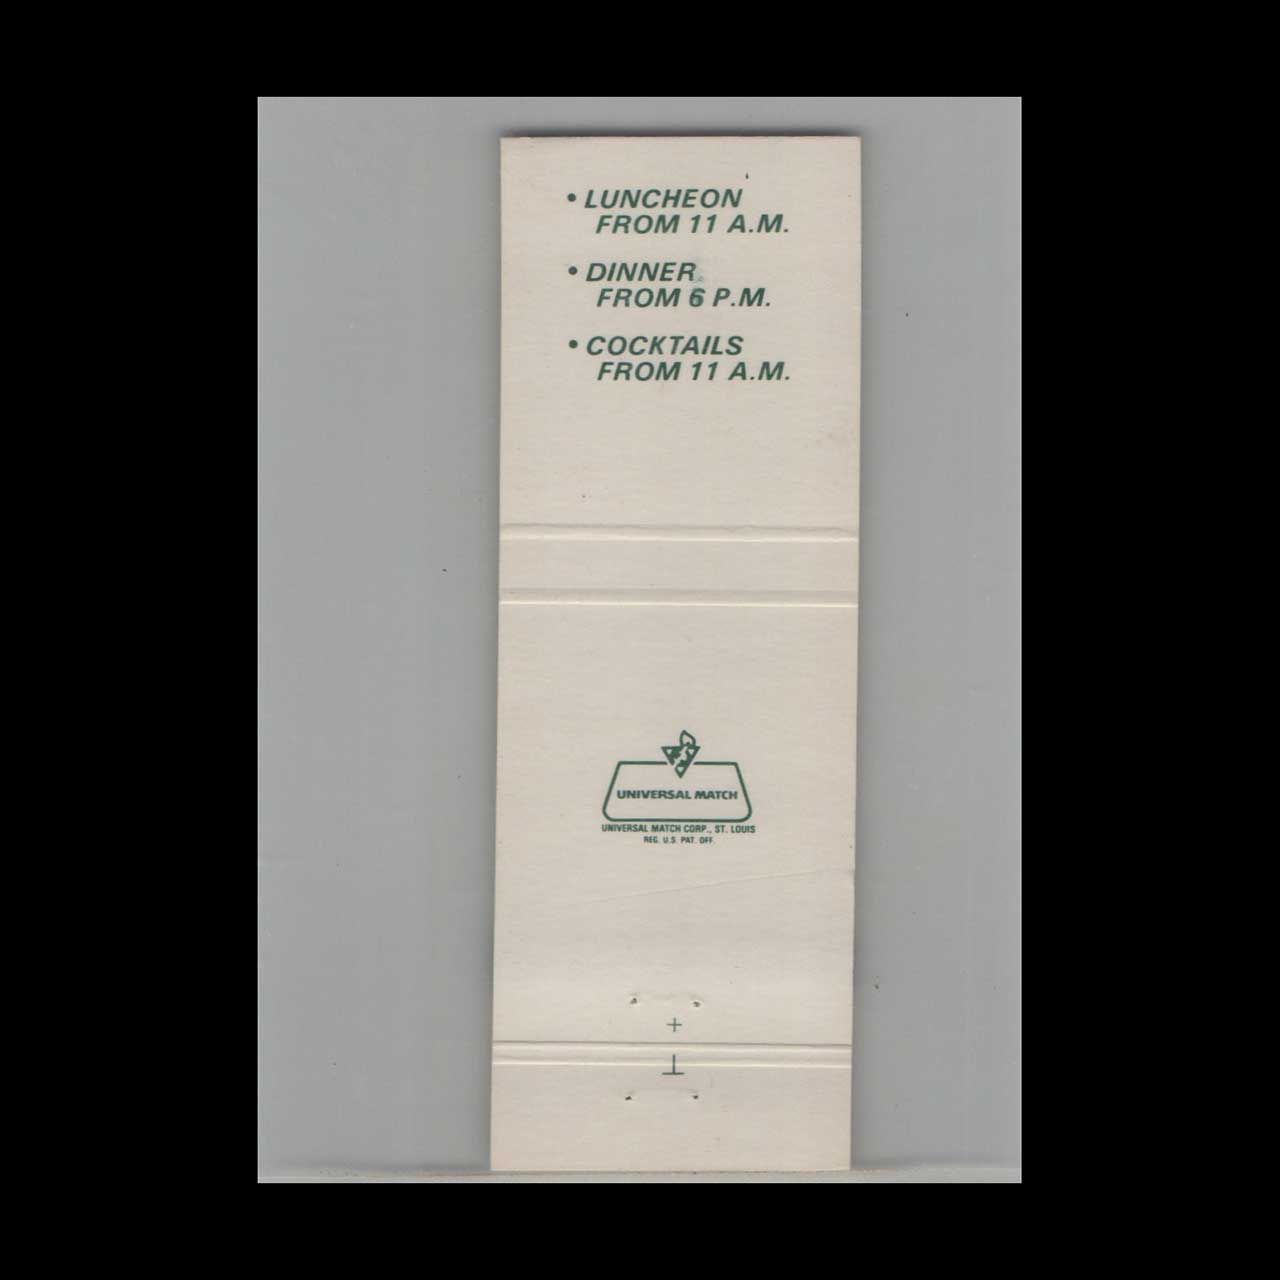 • LUNCHEON
FROM 11 A.M.
• DINNER
FROM 6 P.M.
• COCKTAILS
FROM 11 A.M.
UNIVERSAL MATCH
UNIVERSAL MATCH CORP., ST. LOUIS
REG. U.S. PAT. OFF.